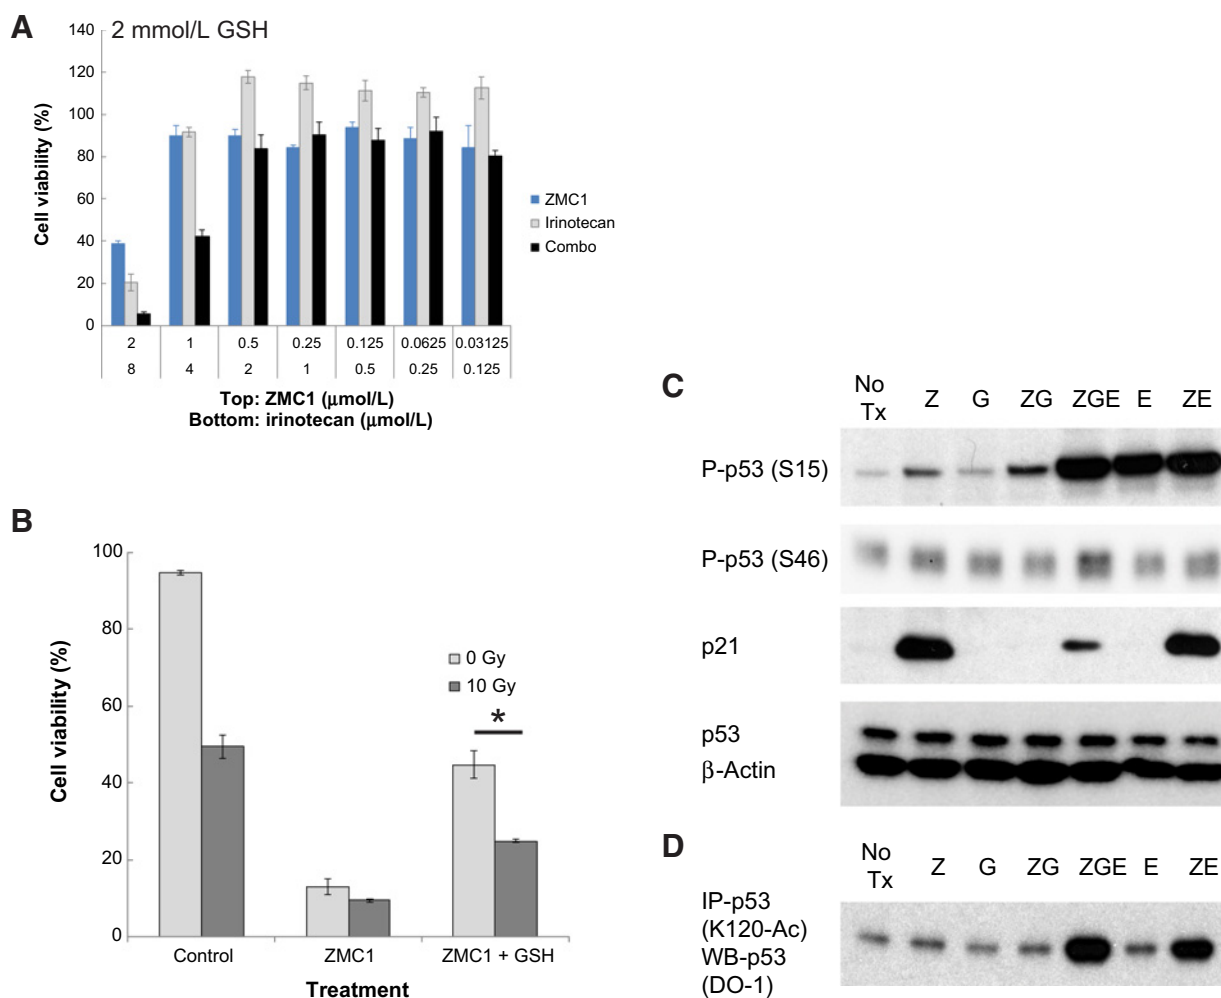 A
2 mmol/L GSH
140
120
100
80
60
40
20
0
Cell viability (%)
ZMC1
Irinotecan
Combo
2 1 0.5 0.25 0.125 0.0625 0.03125
8 4 2 1 0.5 0.25 0.125
Top: ZMC1 (μmol/L)
Bottom: irinotecan (μmol/L)
B
100
80
60
40
20
0
Cell viability (%)
0 Gy
10 Gy
*
Control ZMC1 ZMC1 + GSH
Treatment
C
No
Tx Z G ZG ZGE E ZE
P-p53 (S15)
P-p53 (S46)
p21
p53
β-Actin
D
No
Tx Z G ZG ZGE E ZE
IP-p53
(K120-Ac)
WB-p53
(DO-1)